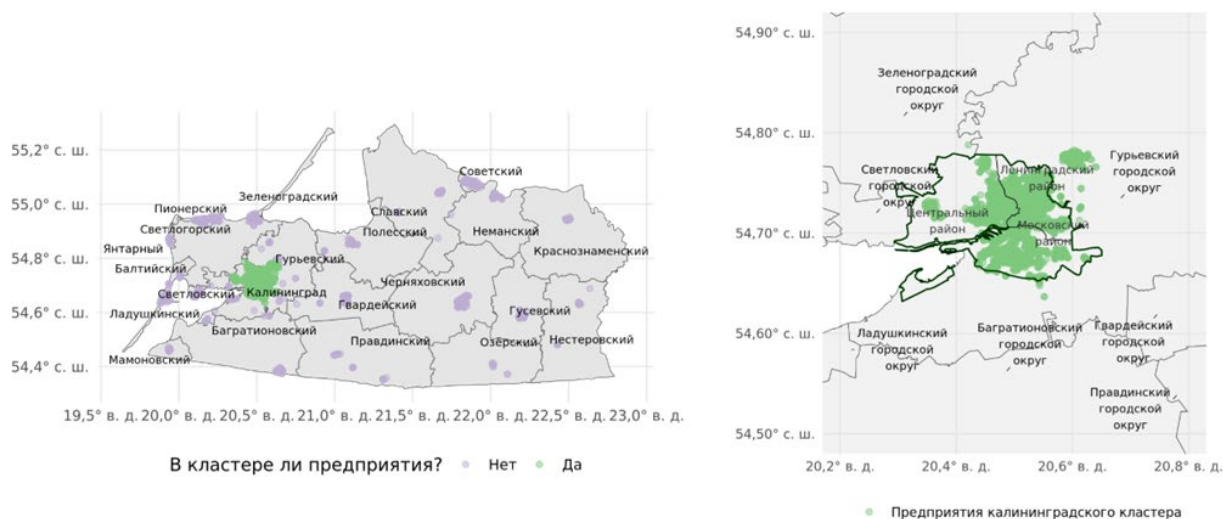 55,2° с. ш.
55,0° с. ш.
54,8° с. ш.
54,6° с. ш.
54,4° с. ш.
19,5° в. д.
20,0° в. д.
20,5° в. д.
21,0° в. д.
21,5° в. д.
22,0° в. д.
22,5° в. д.
23,0° в. д.
Советский
Зеленоградский
Пионерский
Славский
Светлогорский
Полесский
Неманский
Янтарный
Гурьевский
Краснознаменский
Балтийский
Черняховский
Светловский
Калининград
Гвардейский
Ладушкинский
Гусевский
Багратионовский
Правдинский
Озёрский
Нестеровский
Мамоновский
В кластере ли предприятия?
Нет
Да
54,90° с. ш.
54,80° с. ш.
54,70° с. ш.
54,60° с. ш.
54,50° с. ш.
20,2° в. д.
20,4° в. д.
20,6° в. д.
20,8° в. д.
Зеленоградский
городской
округ
Гурьевский
городской
округ
Светловский
городской
округ
Ленинградский
район
Центральный
район
Московский
район
Ладушкинский
городской
округ
Багратионовский
городской
округ
Гвардейский
городской
округ
Правдинский
городской
округ
Предприятия калининградского кластера